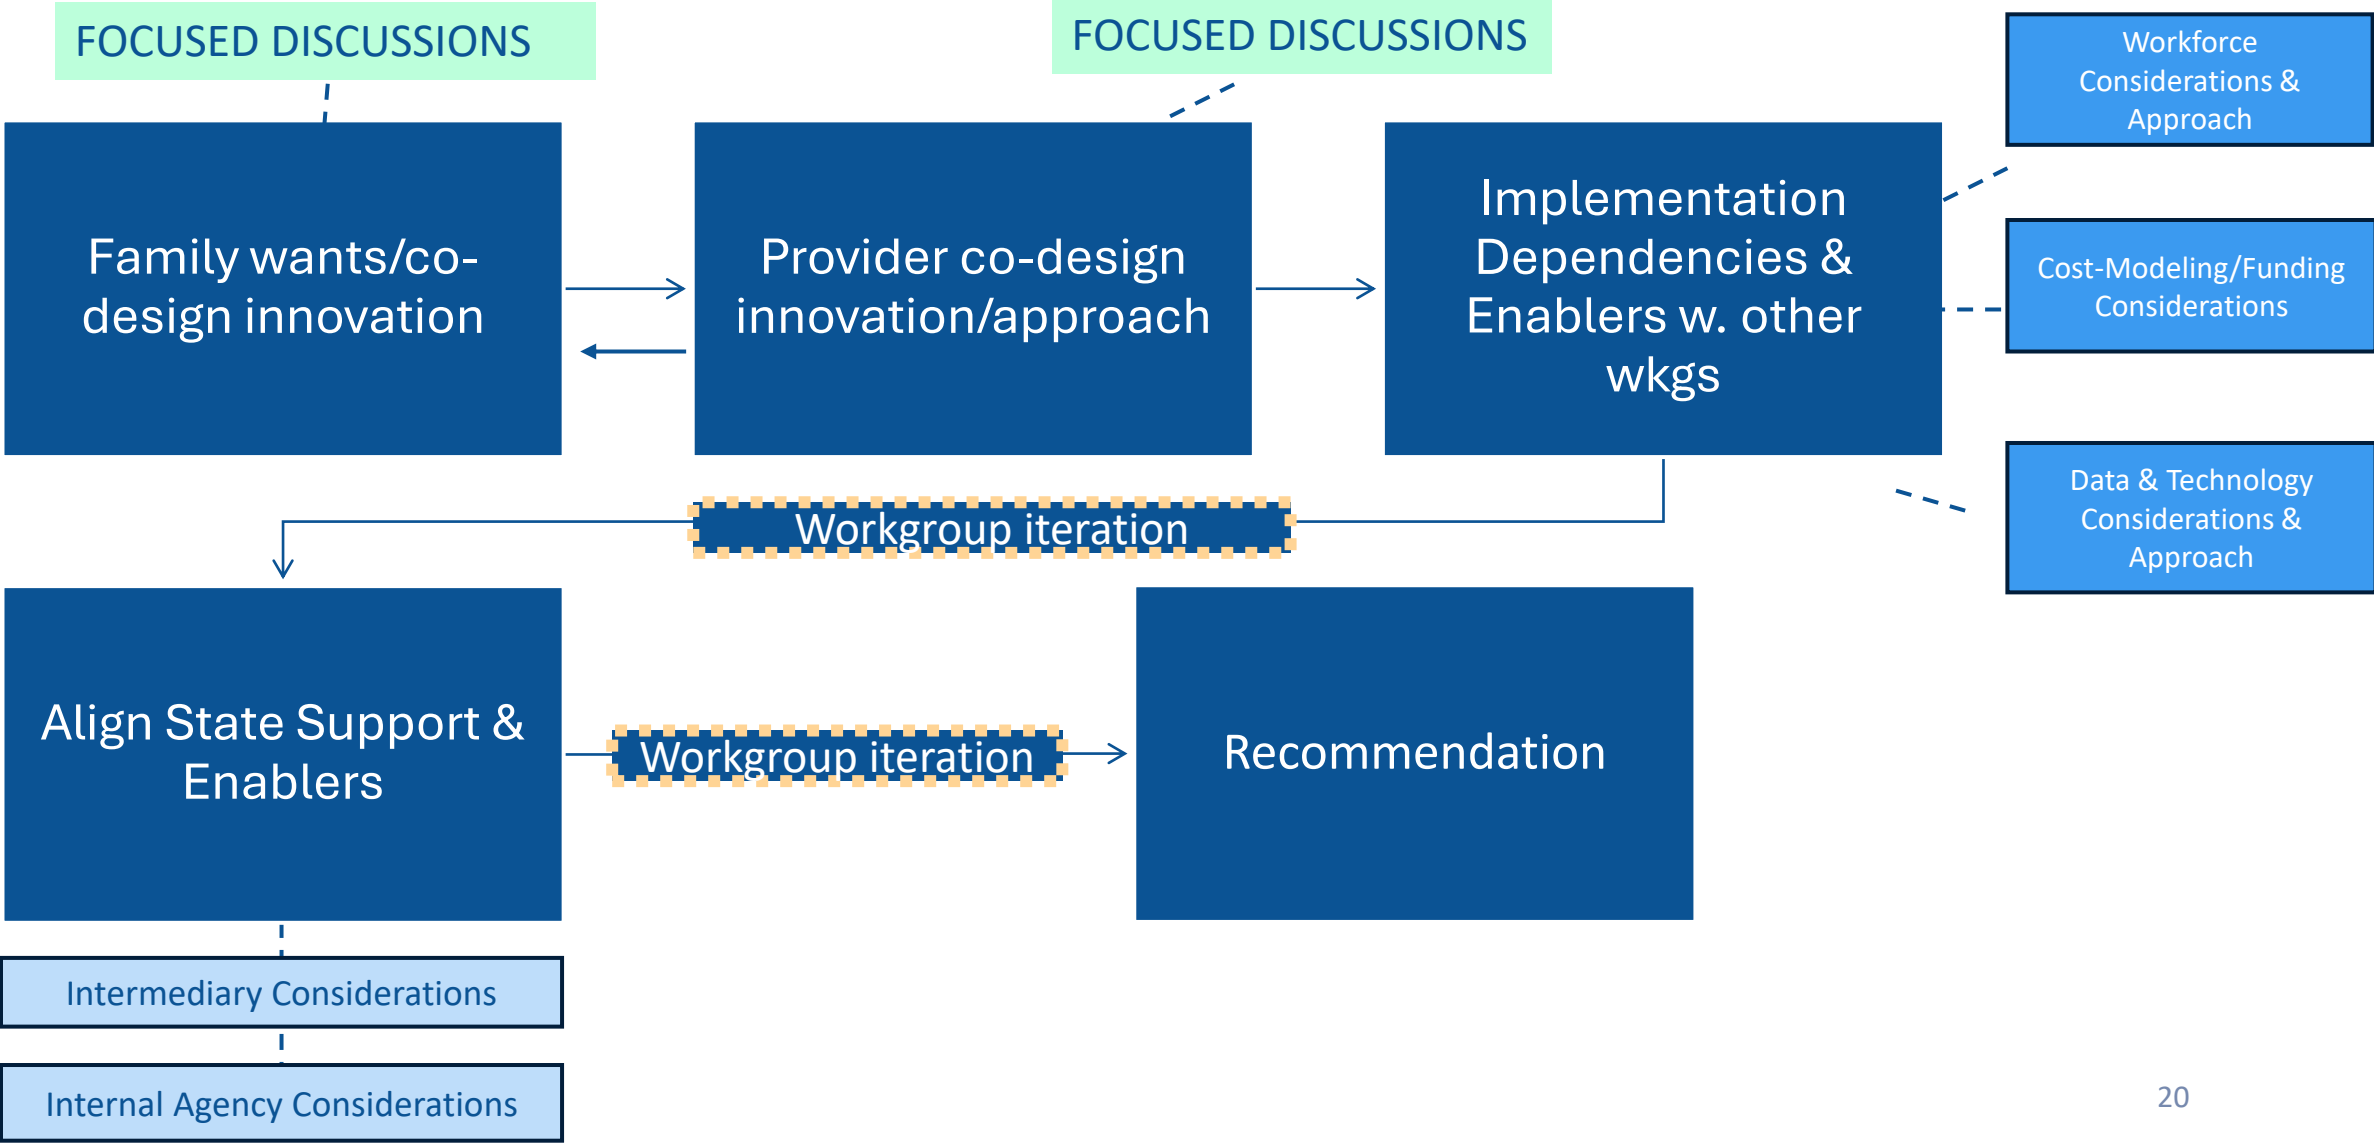 FOCUSED DISCUSSIONS
FOCUSED DISCUSSIONS
Workforce
Considerations &
Approach
Family wants/co-
design innovation
Provider co-design
innovation/approach
Implementation
Dependencies &
Enablers w. other
wkgs
Cost-Modeling/Funding
Considerations
Data & Technology
Considerations &
Approach
Workgroup iteration
Align State Support &
Enablers
Workgroup iteration
Recommendation
Intermediary Considerations
Internal Agency Considerations
20